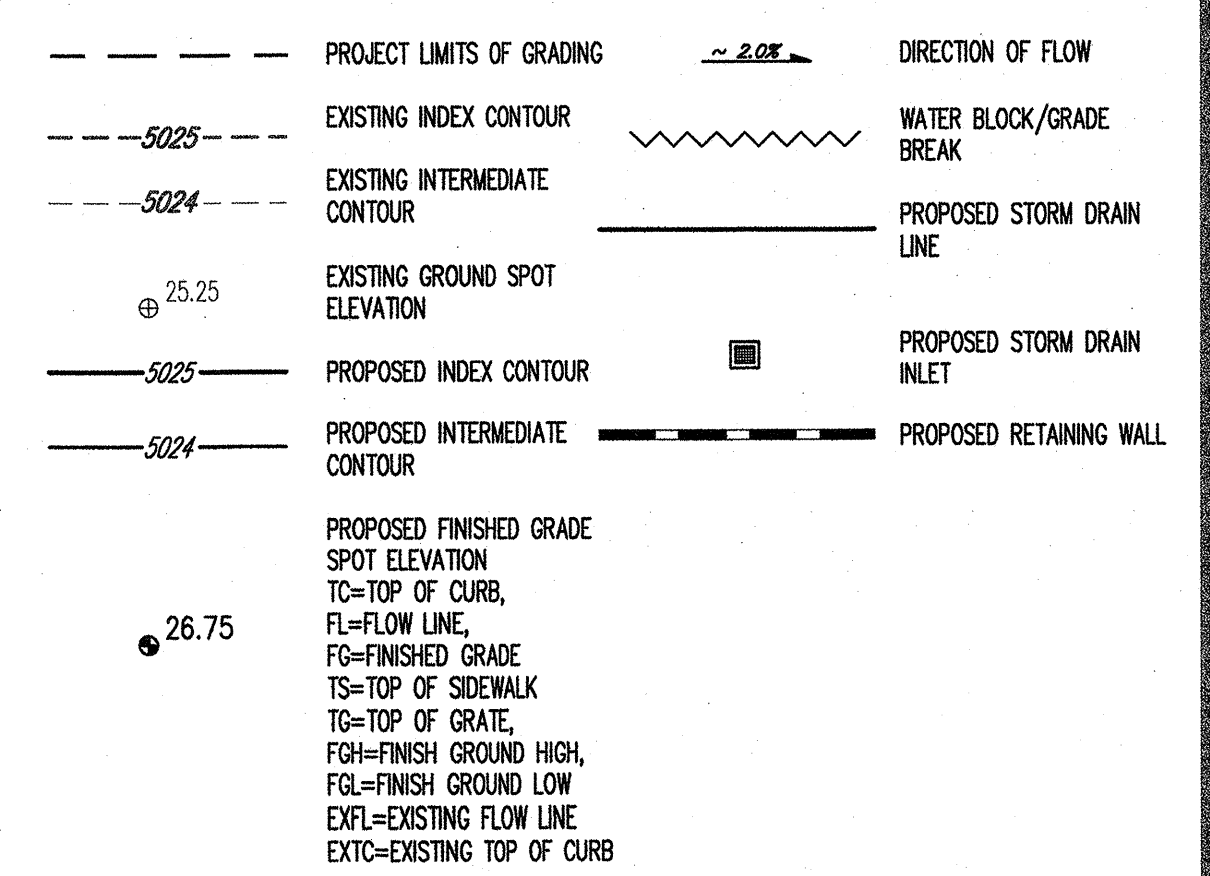 PROJECT LIMITS OF GRADING
5025
EXISTING INDEX CONTOUR
5024
EXISTING INTERMEDIATE
CONTOUR
25.25
EXISTING GROUND SPOT
ELEVATION
5025
PROPOSED INDEX CONTOUR
5024
PROPOSED INTERMEDIATE
CONTOUR
26.75
PROPOSED FINISHED GRADE
SPOT ELEVATION
TC=TOP OF CURB,
FL=FLOW LINE,
FG=FINISHED GRADE
TS=TOP OF SIDEWALK
TG=TOP OF GRATE,
FGH=FINISH GROUND HIGH,
FGL=FINISH GROUND LOW
EXFL=EXISTING FLOW LINE
EXTC=EXISTING TOP OF CURB
~ 2.0%
DIRECTION OF FLOW
WATER BLOCK/GRADE
BREAK
PROPOSED STORM DRAIN
LINE
PROPOSED STORM DRAIN
INLET
PROPOSED RETAINING WALL